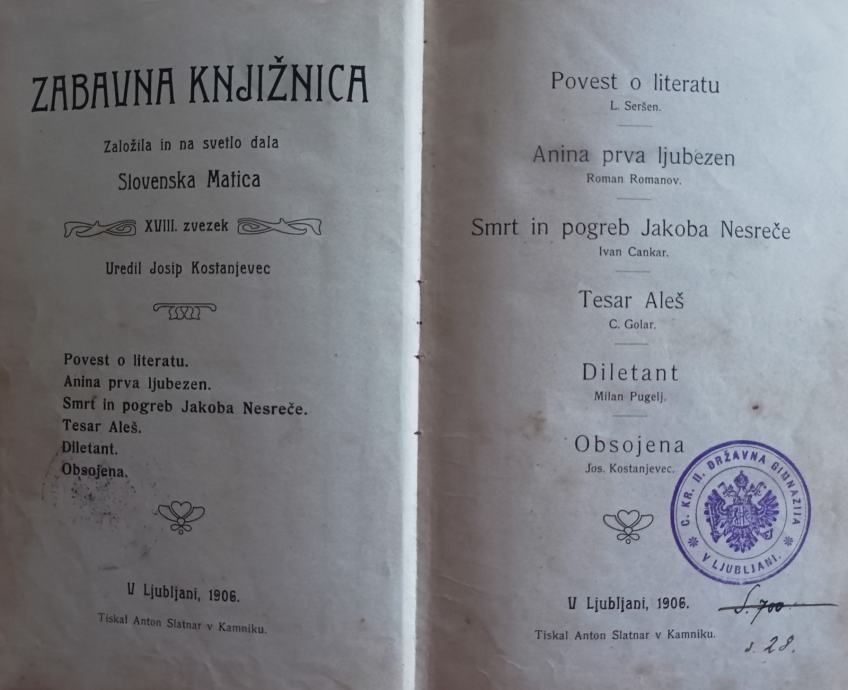 ZABAVNA KNJIŽNICA
Založila in na svetlo dala
Slovenska Matica
XVIII. zvezek
Uredil Josip Kostanjevec
Povest o literatu.
Anina prva ljubezen.
Smrt in pogreb Jakoba Nesreče.
Tesar Aleš.
Diletant.
Obsojena.
V Ljubljani, 1906.
Tiskal Anton Slatnar v Kamniku.
Povest o literatu
L. Seršen.
Anina prva ljubezen
Roman Romanov.
Smrt in pogreb Jakoba Nesreče
Ivan Cankar.
Tesar Aleš
C. Golar.
Diletant
Milan Pugelj.
Obsojena
Jos. Kostanjevec.
C. KR. II. DRŽAVNA GIMNAZIJA
V LJUBLJANI.
V Ljubljani, 1906.
Tiskal Anton Slatnar v Kamniku.
S. 700
s. 28.